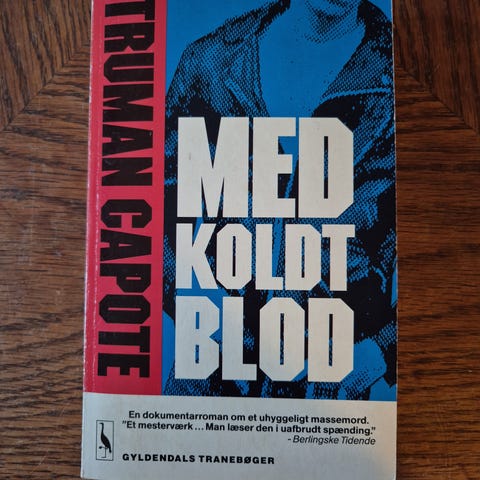 TRUMAN CAPOTE
MED
KOLDT
BLOD
En dokumentarroman om et uhyggeligt massemord.
"Et mesterværk ... Man læser den i uafbrudt spænding."
- Berlingske Tidende
GYLDENDALS TRANEBØGER